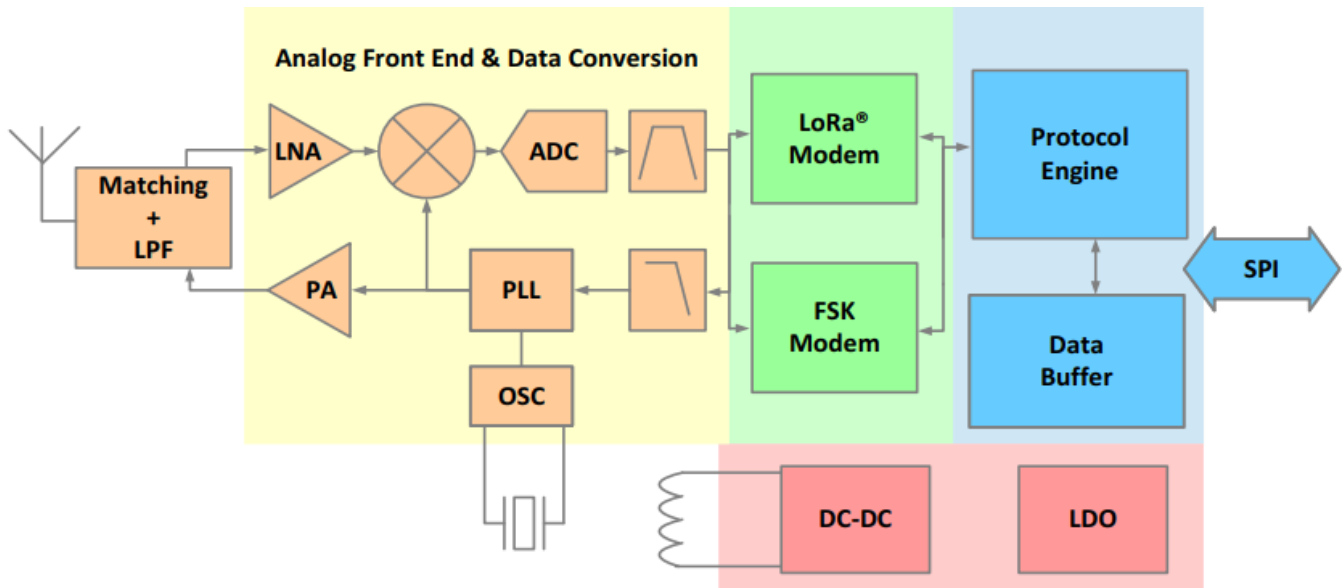 Analog Front End & Data Conversion
LNA
ADC
LoRa®
Modem
Protocol
Engine
Matching
+
LPF
SPI
PA
PLL
FSK
Modem
Data
Buffer
OSC
DC-DC
LDO